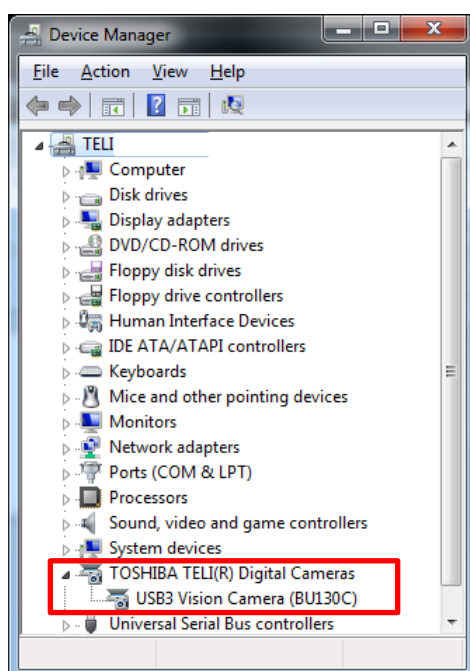 Device Manager
File Action View Help
TELI
Computer
Disk drives
Display adapters
DVD/CD-ROM drives
Floppy disk drives
Floppy drive controllers
Human Interface Devices
IDE ATA/ATAPI controllers
Keyboards
Mice and other pointing devices
Monitors
Network adapters
Ports (COM & LPT)
Processors
Sound, video and game controllers
System devices
TOSHIBA TELI(R) Digital Cameras
USB3 Vision Camera (BU130C)
Universal Serial Bus controllers